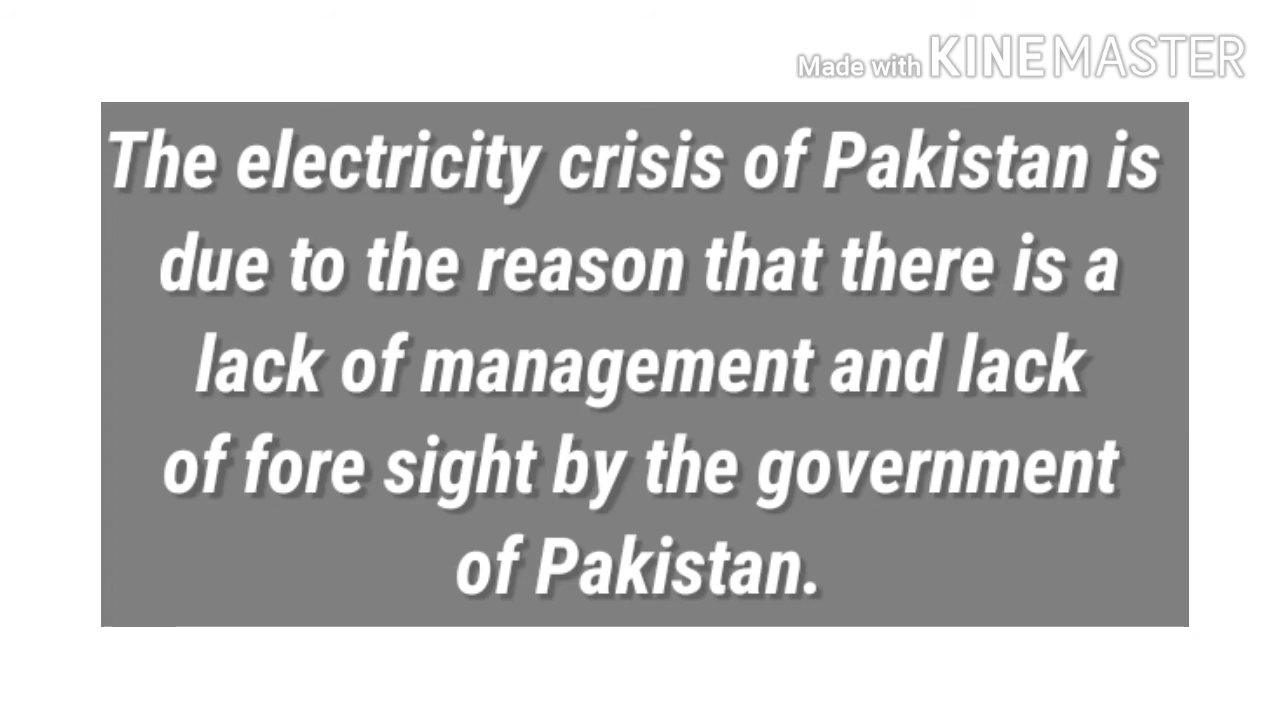 Made with KINEMASTER
The electricity crisis of Pakistan is
due to the reason that there is a
lack of management and lack
of fore sight by the government
of Pakistan.